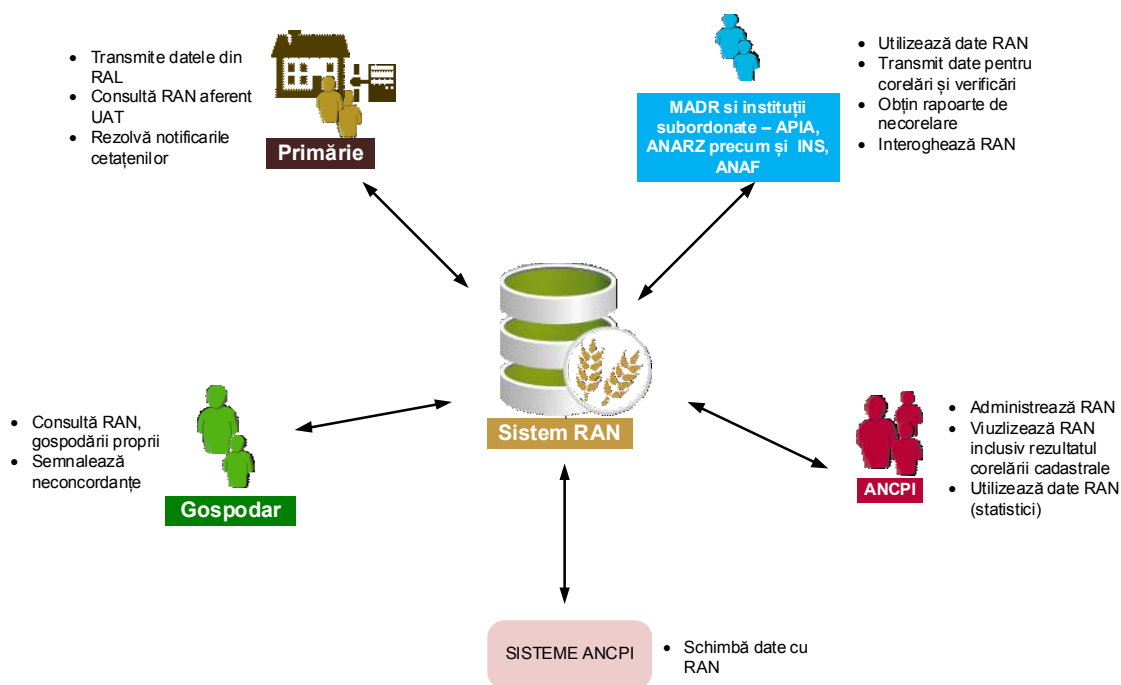 • Transmite datele din
RAL
• Consultă RAN aferent
UAT
• Rezolvă notificarile
cetațenilor
Primărie
MADR si instituții
subordonate – APIA,
ANARZ precum și INS,
ANAF
• Utilizează date RAN
• Transmit date pentru
corelări și verificări
• Obțin rapoarte de
necorelare
• Interoghează RAN
Sistem RAN
• Consultă RAN,
gospodării proprii
• Semnalează
neconcordanțe
Gospodar
ANCPI
• Administrează RAN
• Viuzlizează RAN
inclusiv rezultatul
corelării cadastrale
• Utilizează date RAN
(statistici)
SISTEME ANCPI
• Schimbă date cu
RAN